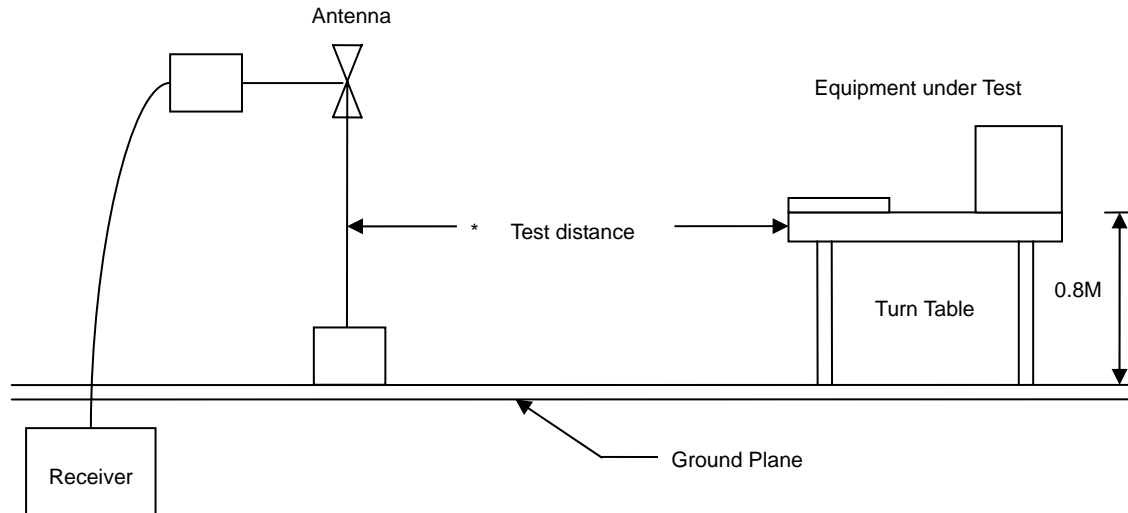 Antenna
Equipment under Test
* Test distance
0.8M
Turn Table
Ground Plane
Receiver